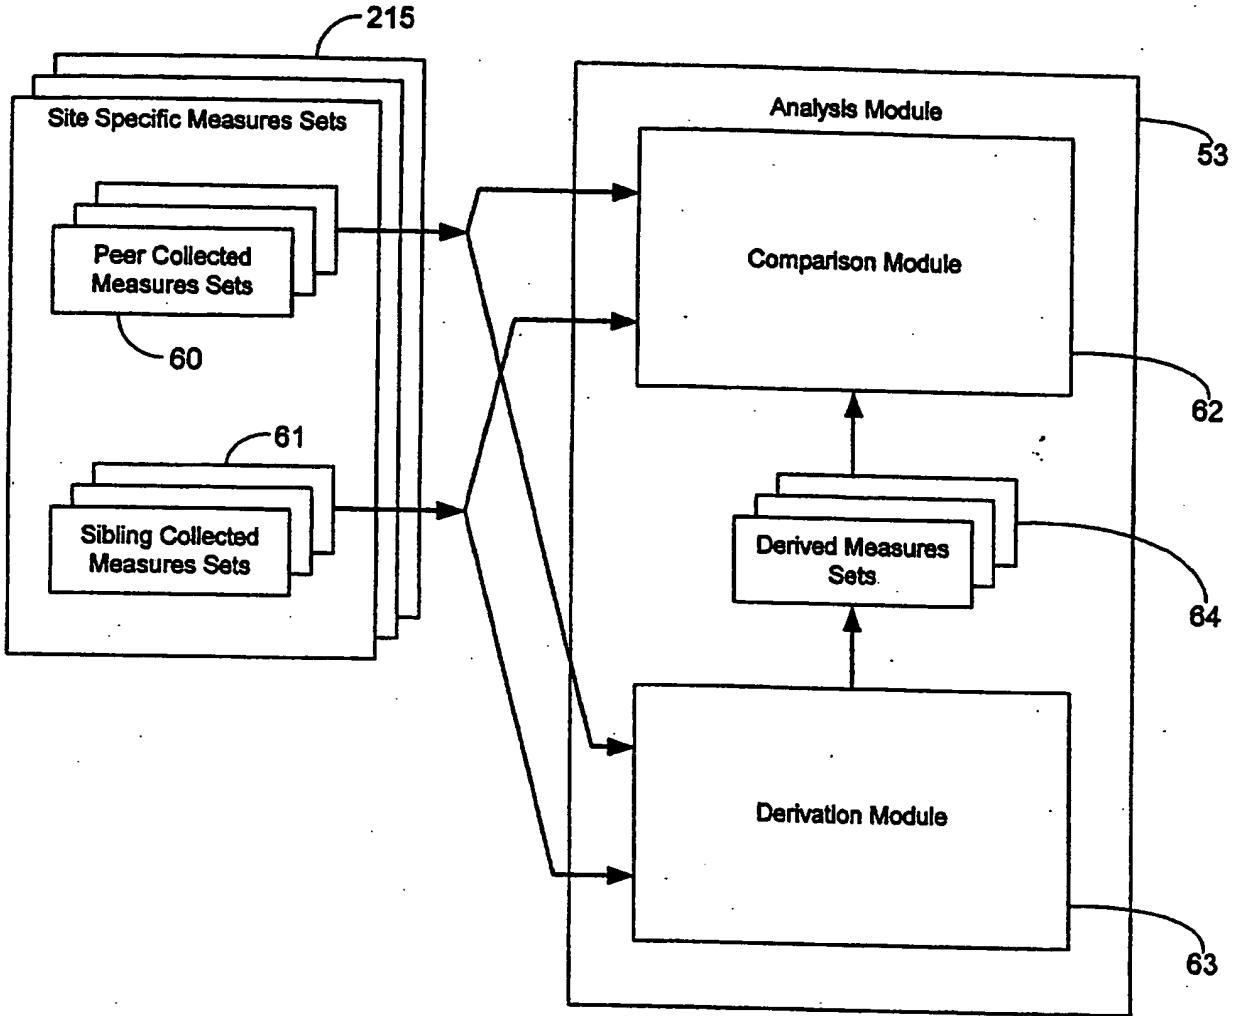 215
Site Specific Measures Sets
Analysis Module
53
Peer Collected
Measures Sets
60
Comparison Module
62
61
Sibling Collected
Measures Sets
Derived Measures
Sets
64
Derivation Module
63